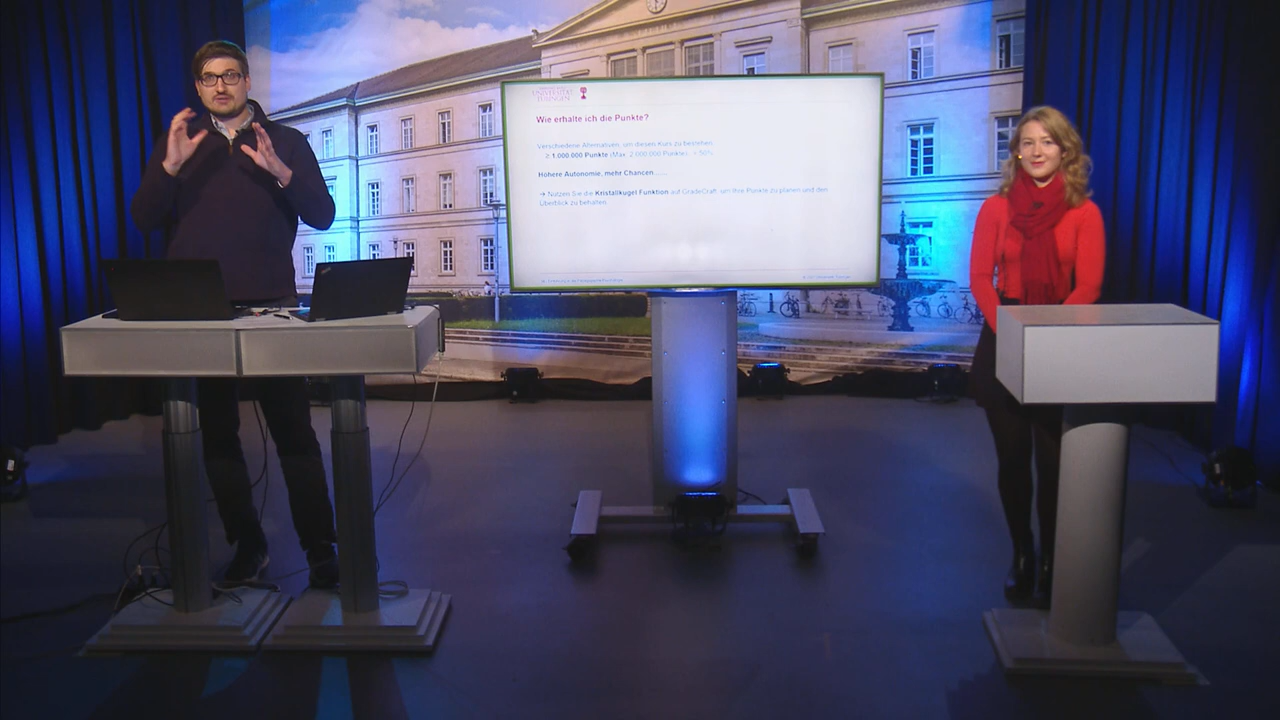 UNIVERSITÄT
TÜBINGEN
Wie erhalte ich die Punkte?
Verschiedene Alternativen, um diesen Kurs zu bestehen:
≥ 1.000.000 Punkte (Max. 2.000.000 Punkte); = 50%
Höhere Autonomie, mehr Chancen……
➔ Nutzen Sie die Kristallkugel Funktion auf GradeCraft, um Ihre Punkte zu planen und den
Überblick zu behalten.